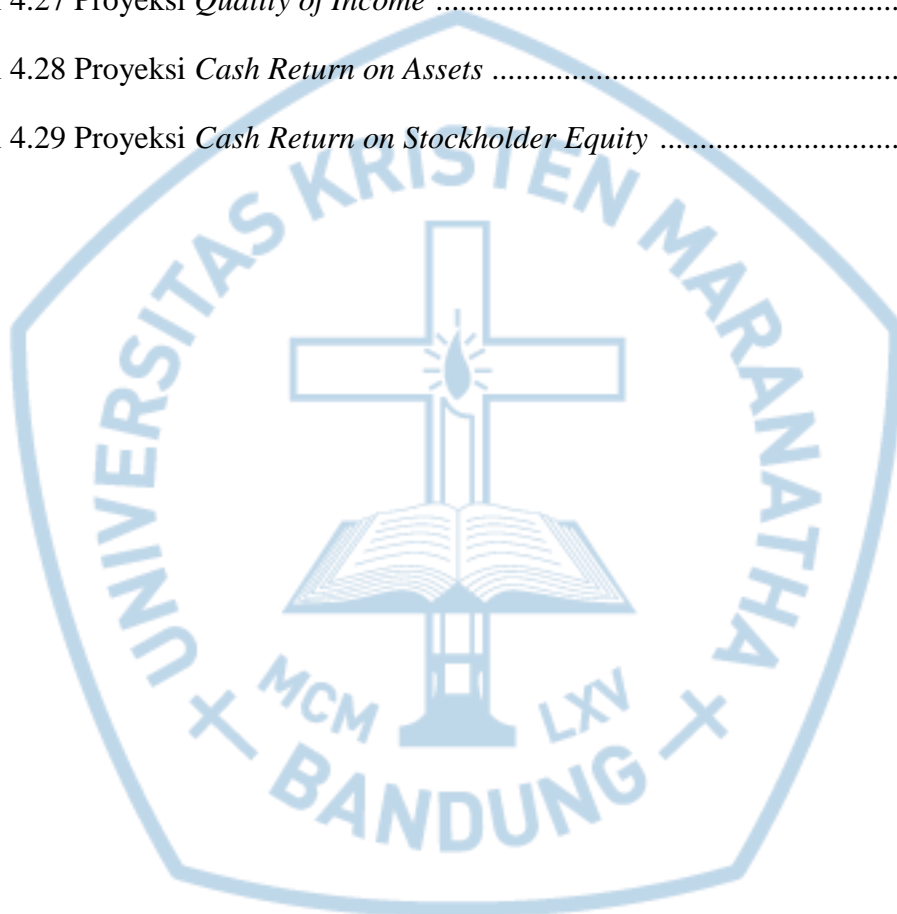 4.27 Proyeksi Quality of Income
4.28 Proyeksi Cash Return on Assets ..........................................................
4.29 Proyeksi Cash Return on Stockholder Equity ..................................
UNIVERSITAS KRISTEN MARANATHA
MCM LXV
BANDUNG